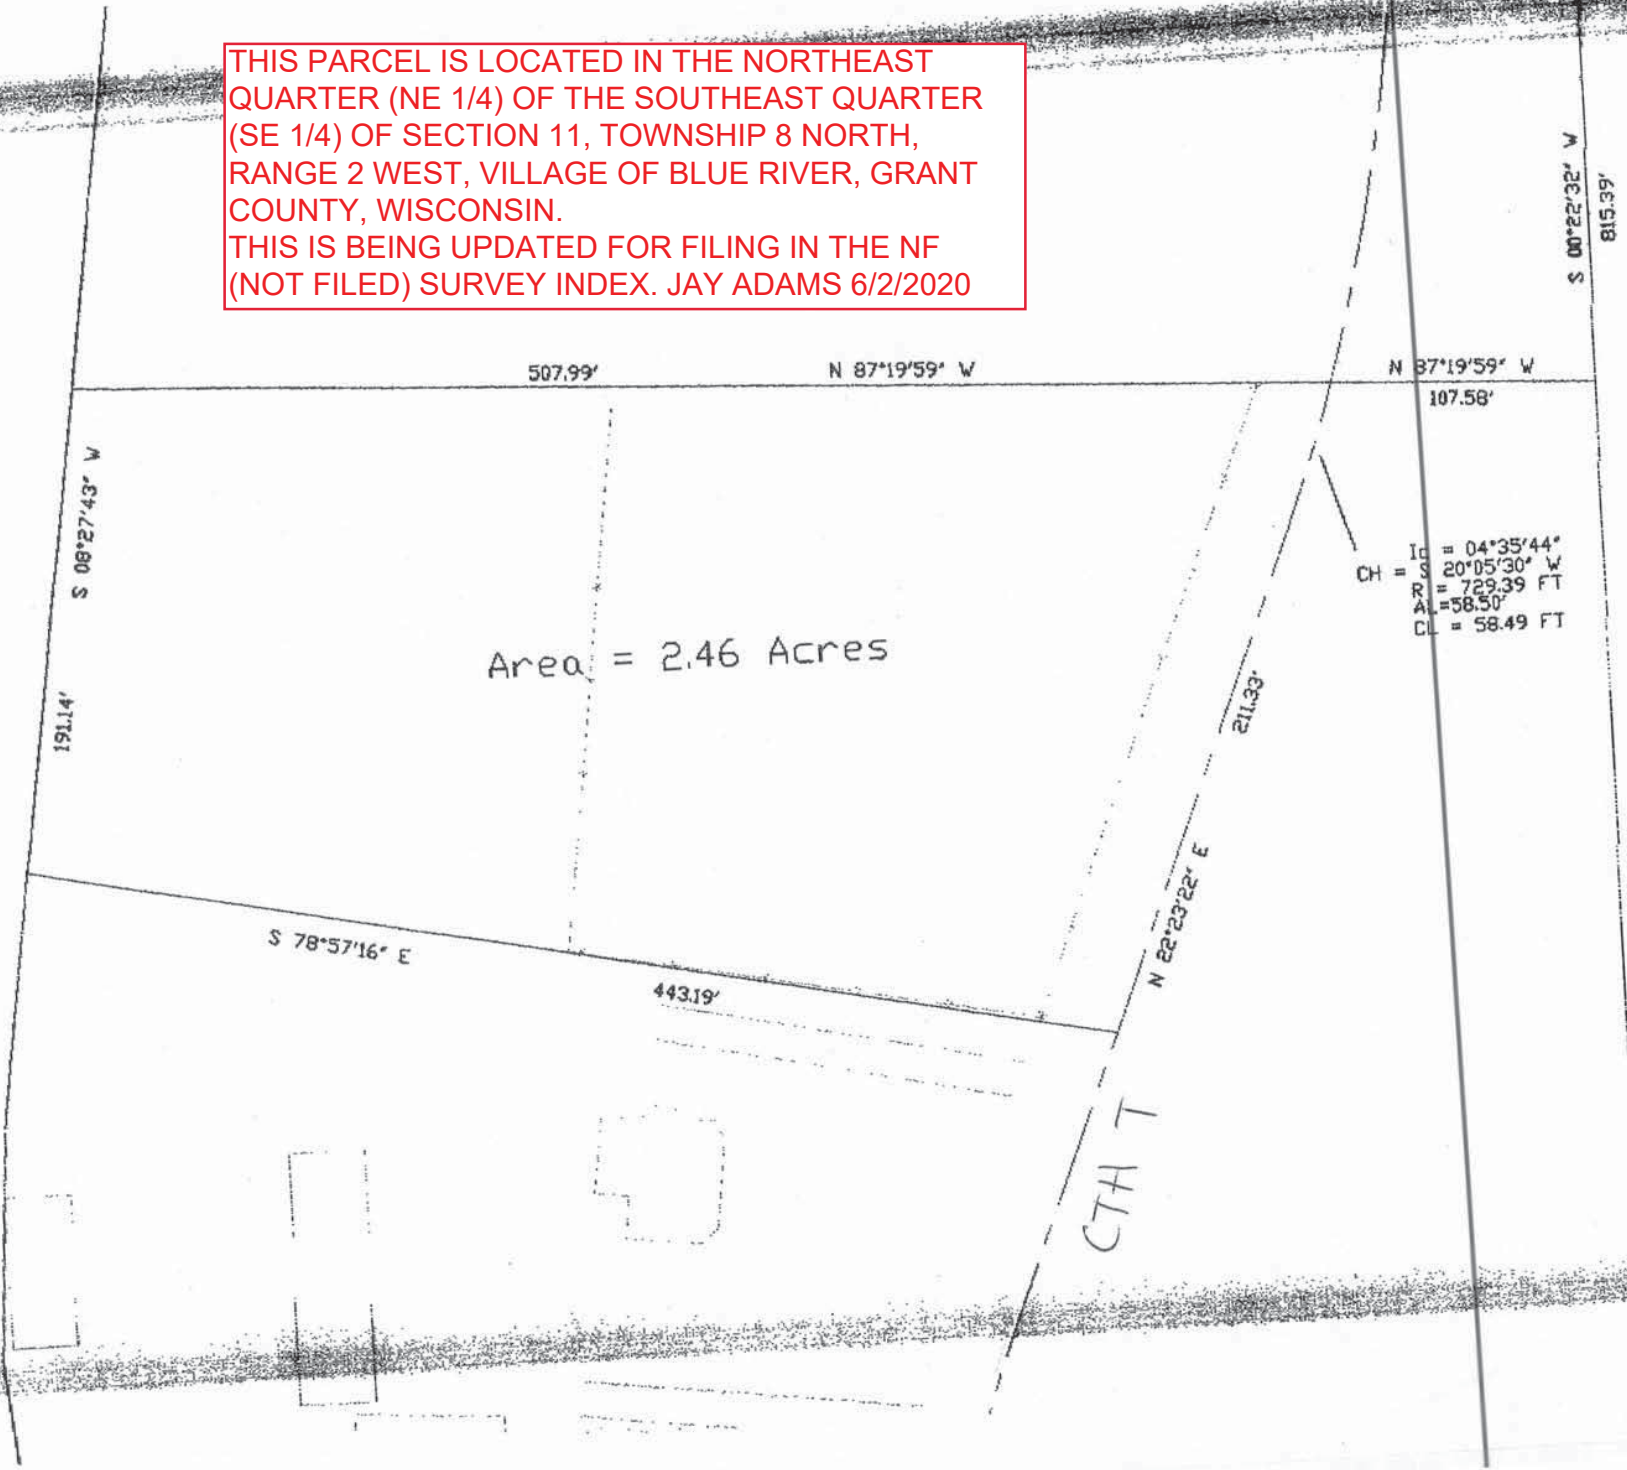 THIS PARCEL IS LOCATED IN THE NORTHEAST
QUARTER (NE 1/4) OF THE SOUTHEAST QUARTER
(SE 1/4) OF SECTION 11, TOWNSHIP 8 NORTH,
RANGE 2 WEST, VILLAGE OF BLUE RIVER, GRANT
COUNTY, WISCONSIN.
THIS IS BEING UPDATED FOR FILING IN THE NF
(NOT FILED) SURVEY INDEX. JAY ADAMS 6/2/2020
S 00°22'32" W
815.39'
507.99'
N 87°19'59" W
N 87°19'59" W
107.58'
S 08°27'43" W
191.14'
Area = 2.46 Acres
= 04°35'44"
CH = S 20°05'30" W
R = 729.39 FT
AL=58.50'
CL = 58.49 FT
211.33'
N 22°23'22" E
S 78°57'16" E
443.19'
CTH T